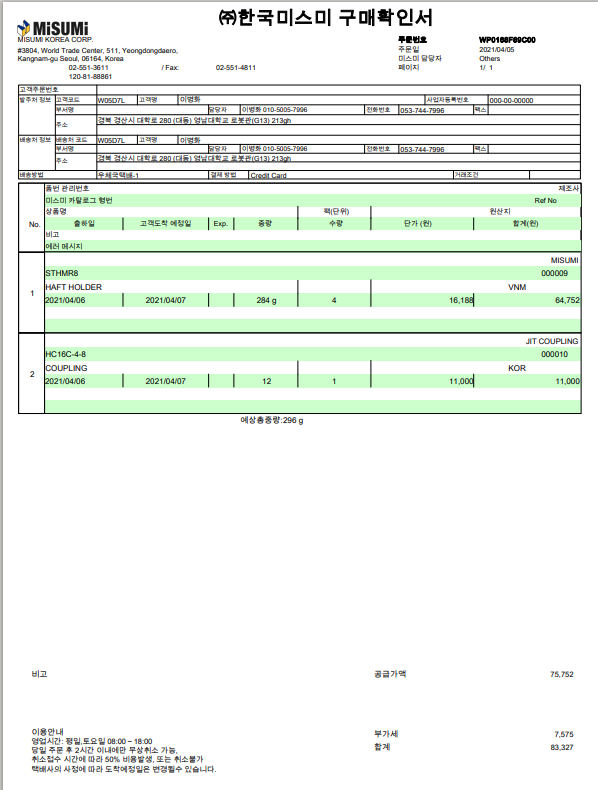 ㈜한국미스미 구매확인서
MiSUMi
MISUMI KOREA CORP.
#3804, World Trade Center, 511, Yeongdongdaero,
Kangnam-gu Seoul, 06164, Korea
02-551-3611 / Fax: 02-551-4811
120-81-88861
주문번호 WP0168F69C00
주문일 2021/04/05
미스미 담당자 Others
페이지 1/ 1
고객주문번호
발주처 정보 고객코드 W05D7L 고객명 이병화 사업자등록번호 000-00-00000
부서명 담당자 이병화 010-5005-7996 전화번호 053-744-7996 팩스
주소 경북 경산시 대학로 280 (대동) 영남대학교 로봇관(G13) 213gh
배송처 정보 배송처 코드 W05D7L 고객명 이병화
부서명 담당자 이병화 010-5005-7996 전화번호 053-744-7996 팩스
주소 경북 경산시 대학로 280 (대동) 영남대학교 로봇관(G13) 213gh
배송방법 우체국택배-1 결제 방법 Credit Card 거래조건
No. 품번 관리번호 제조사
미스미 카탈로그 형번 Ref No
상품명 팩(단위) 원산지
출하일 고객도착 예정일 Exp. 중량 수량 단가 (원) 합계(원)
비고
에러 메시지
1 MISUMI
STHMR8 000009
HAFT HOLDER VNM
2021/04/06 2021/04/07 284 g 4 16,188 64,752
2 JIT COUPLING
HC16C-4-8 000010
COUPLING KOR
2021/04/06 2021/04/07 12 1 11,000 11,000
예상총중량:296 g
비고 공급가액 75,752
이용안내 부가세 7,575
영업시간: 평일,토요일 08:00 ~ 18:00
당일 주문 후 2시간 이내에만 무상취소 가능, 합계 83,327
취소접수 시간에 따라 50% 비용발생, 또는 취소불가
택배사의 사정에 따라 도착예정일은 변경될수 있습니다.